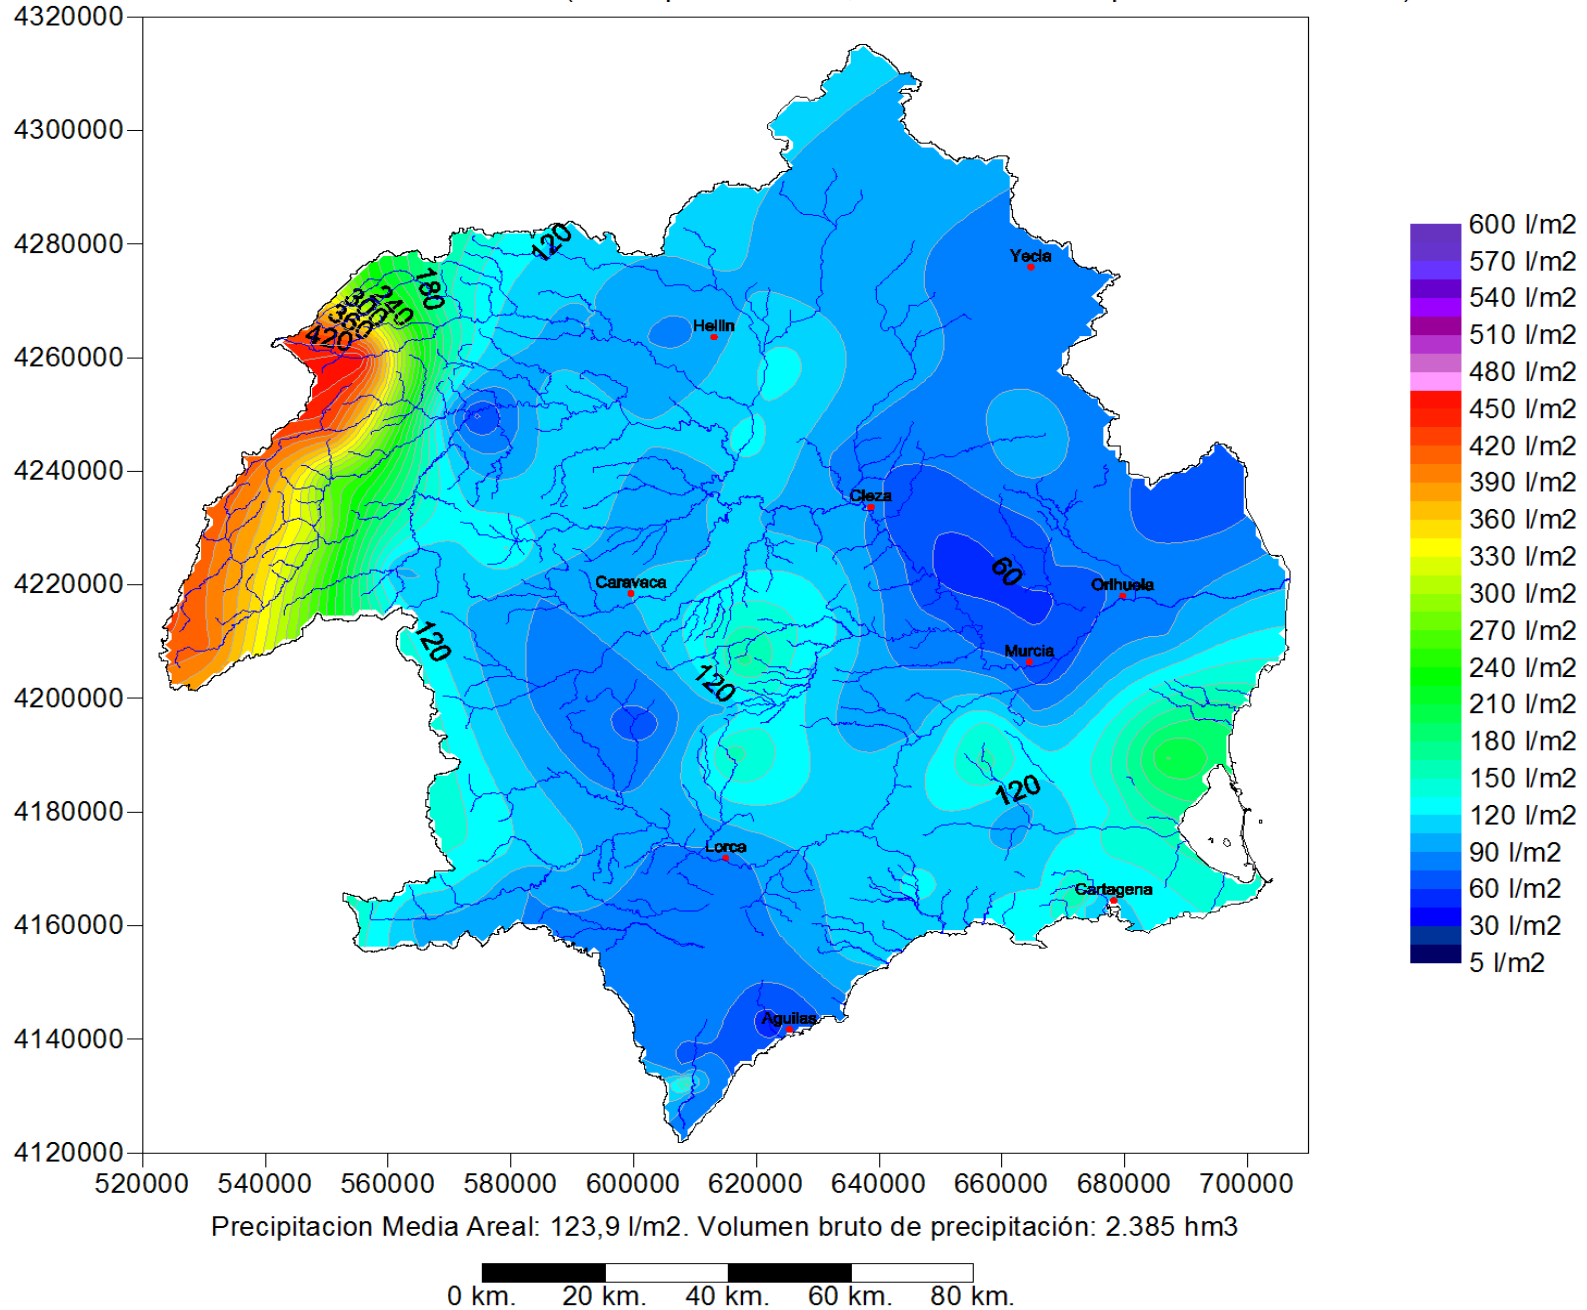 4320000
4300000
4280000
4260000
4240000
4220000
4200000
4180000
4160000
4140000
4120000
520000 540000 560000 580000 600000 620000 640000 660000 680000 700000
120
180
240
300
360
420
Yecla
Hellin
Cieza
60
Caravaca
Orihuela
120
Murcia
120
120
Lorca
Cartagena
Aguilas
600 l/m2
570 l/m2
540 l/m2
510 l/m2
480 l/m2
450 l/m2
420 l/m2
390 l/m2
360 l/m2
330 l/m2
300 l/m2
270 l/m2
240 l/m2
210 l/m2
180 l/m2
150 l/m2
120 l/m2
90 l/m2
60 l/m2
30 l/m2
5 l/m2
Precipitacion Media Areal: 123,9 l/m2. Volumen bruto de precipitación: 2.385 hm3
0 km. 20 km. 40 km. 60 km. 80 km.